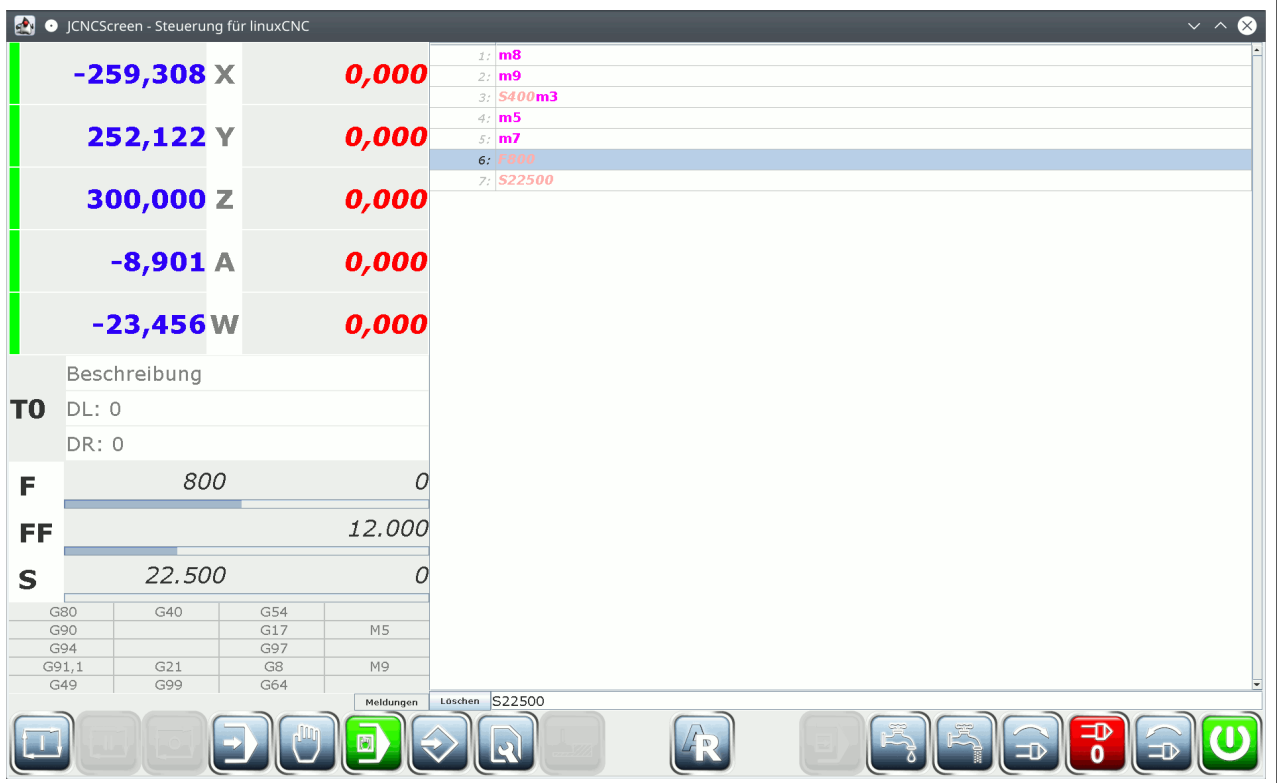 JCNCScreen - Steuerung für linuxCNC
-259,308 X 0,000
252,122 Y 0,000
300,000 Z 0,000
-8,901 A 0,000
-23,456 W 0,000
1: m8
2: m9
3: S400m3
4: m5
5: m7
6: F800
7: S22500
T0
Beschreibung
DL: 0
DR: 0
F 800 0
FF 12.000
S 22.500 0
G80 G40 G54
G90 G17 M5
G94 G97
G91,1 G21 G8 M9
G49 G99 G64
Meldungen Löschen S22500
I
R
A
R
0